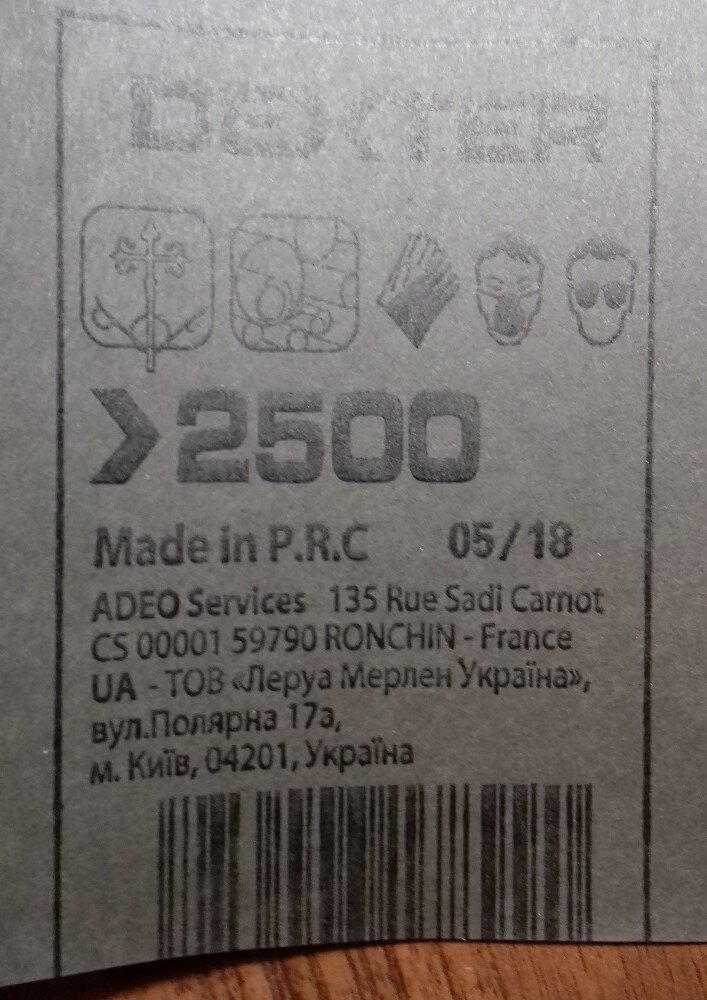 DEXTER
>2500
Made in P.R.C 05/18
ADEO Services 135 Rue Sadi Carnot
CS 00001 59790 RONCHIN - France
UA - ТОВ «Леруа Мерлен Україна»,
вул.Полярна 17а,
м. Київ, 04201, Україна